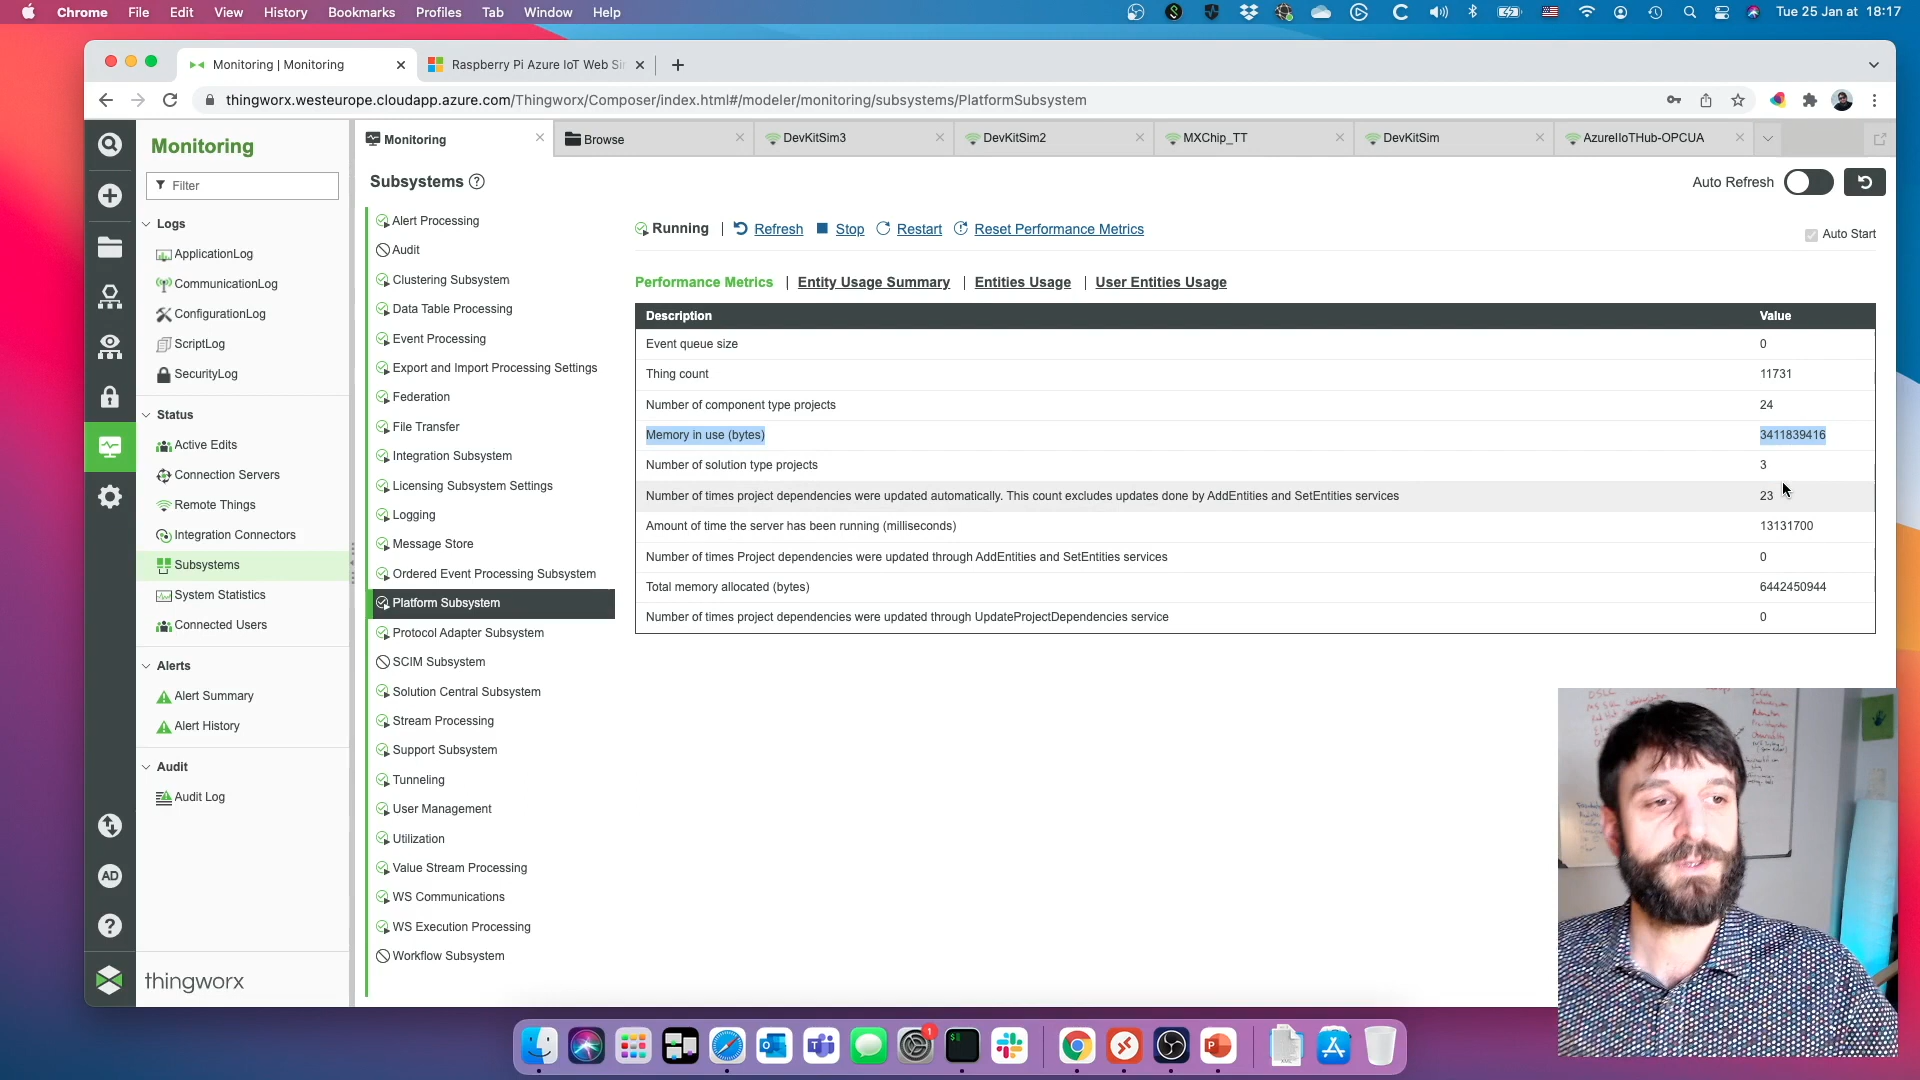 Chrome File Edit View History Bookmarks Profiles Tab Window Help Tue 25 Jan at 18:17
Monitoring | Monitoring
Raspberry Pi Azure IoT Web Si
thingworx.westeurope.cloudapp.azure.com/Thingworx/Composer/index.html#/modeler/monitoring/subsystems/PlatformSubsystem
Monitoring
Filter
Logs
ApplicationLog
CommunicationLog
ConfigurationLog
ScriptLog
SecurityLog
Status
Active Edits
Connection Servers
Remote Things
Integration Connectors
Subsystems
System Statistics
Connected Users
Alerts
Alert Summary
Alert History
Audit
Audit Log
AD
thingworx
Monitoring Browse DevKitSim3 DevKitSim2 MXChip_TT DevKitSim AzureIIoTHub-OPCUA
Subsystems
Auto Refresh
Alert Processing
Audit
Clustering Subsystem
Data Table Processing
Event Processing
Export and Import Processing Settings
Federation
File Transfer
Integration Subsystem
Licensing Subsystem Settings
Logging
Message Store
Ordered Event Processing Subsystem
Platform Subsystem
Protocol Adapter Subsystem
SCIM Subsystem
Solution Central Subsystem
Stream Processing
Support Subsystem
Tunneling
User Management
Utilization
Value Stream Processing
WS Communications
WS Execution Processing
Workflow Subsystem
Running | Refresh Stop Restart Reset Performance Metrics
Auto Start
Performance Metrics | Entity Usage Summary | Entities Usage | User Entities Usage
Description Value
Event queue size 0
Thing count 11731
Number of component type projects 24
Memory in use (bytes) 3411839416
Number of solution type projects 3
Number of times project dependencies were updated automatically. This count excludes updates done by AddEntities and SetEntities services 23
Amount of time the server has been running (milliseconds) 13131700
Number of times Project dependencies were updated through AddEntities and SetEntities services 0
Total memory allocated (bytes) 6442450944
Number of times project dependencies were updated through UpdateProjectDependencies service 0
1